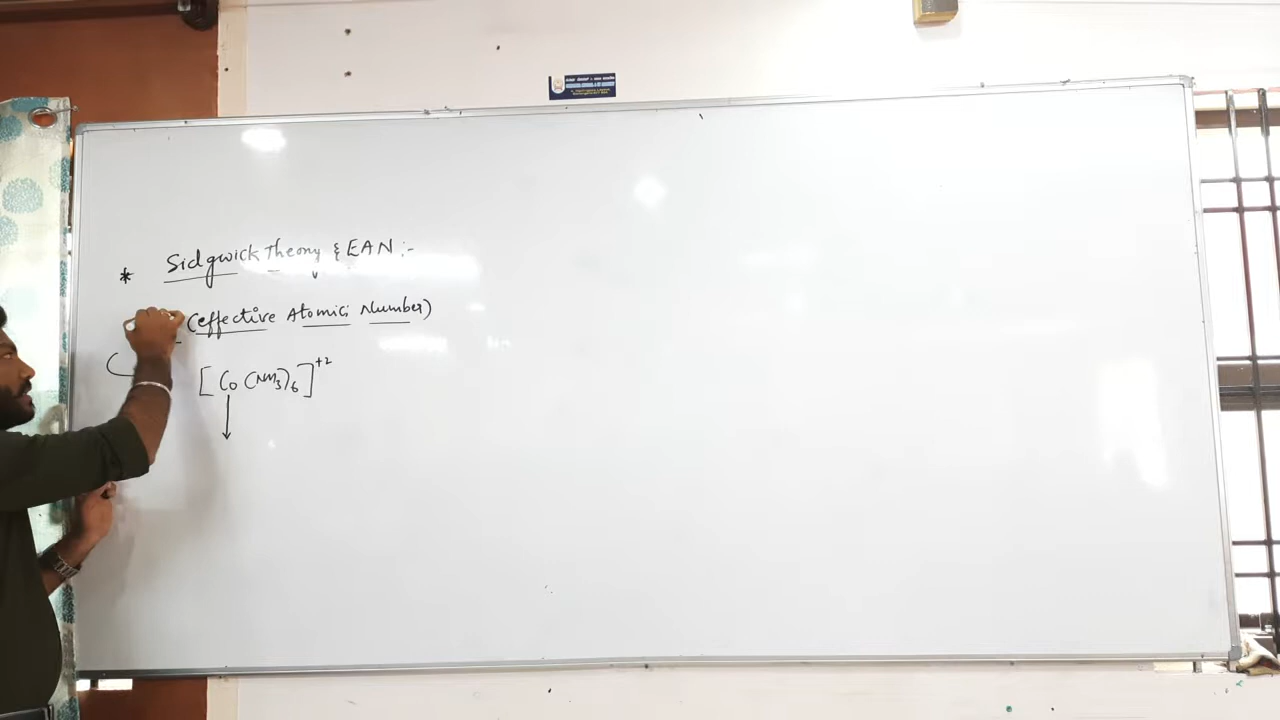 * Sidgwick Theory & EAN :-
(effective Atomic Number)
[Co(NH3)6]+2